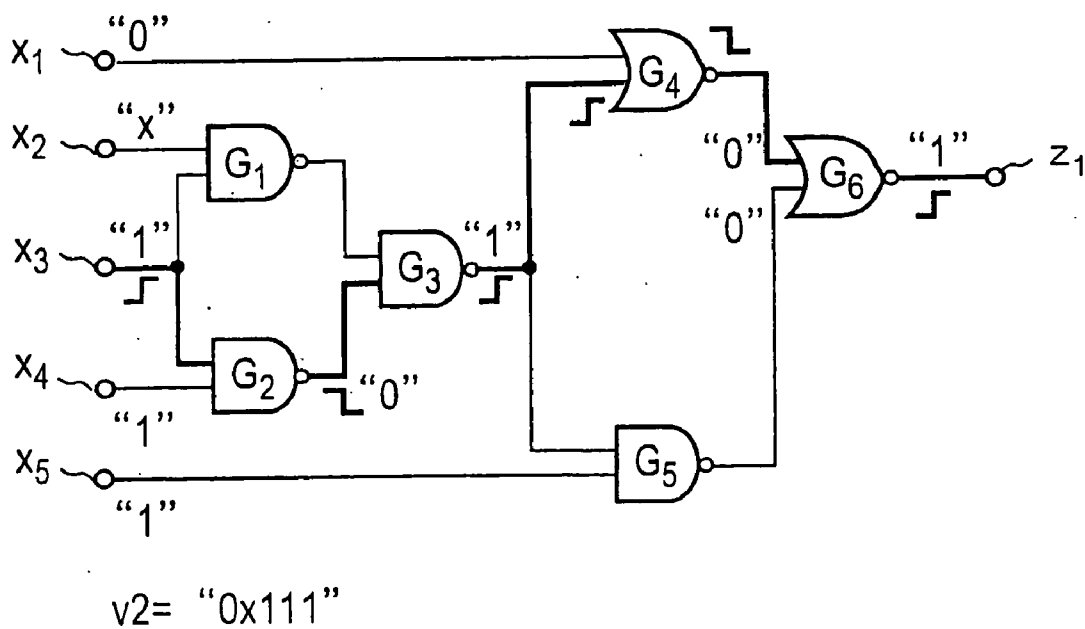 x1 "0"
G4
x2 "x"
G1
"0"
"1"
z1
G6
"0"
x3 "1"
G3
"1"
G2
x4
"0"
"1"
x5
G5
"1"
v2= "0x111"